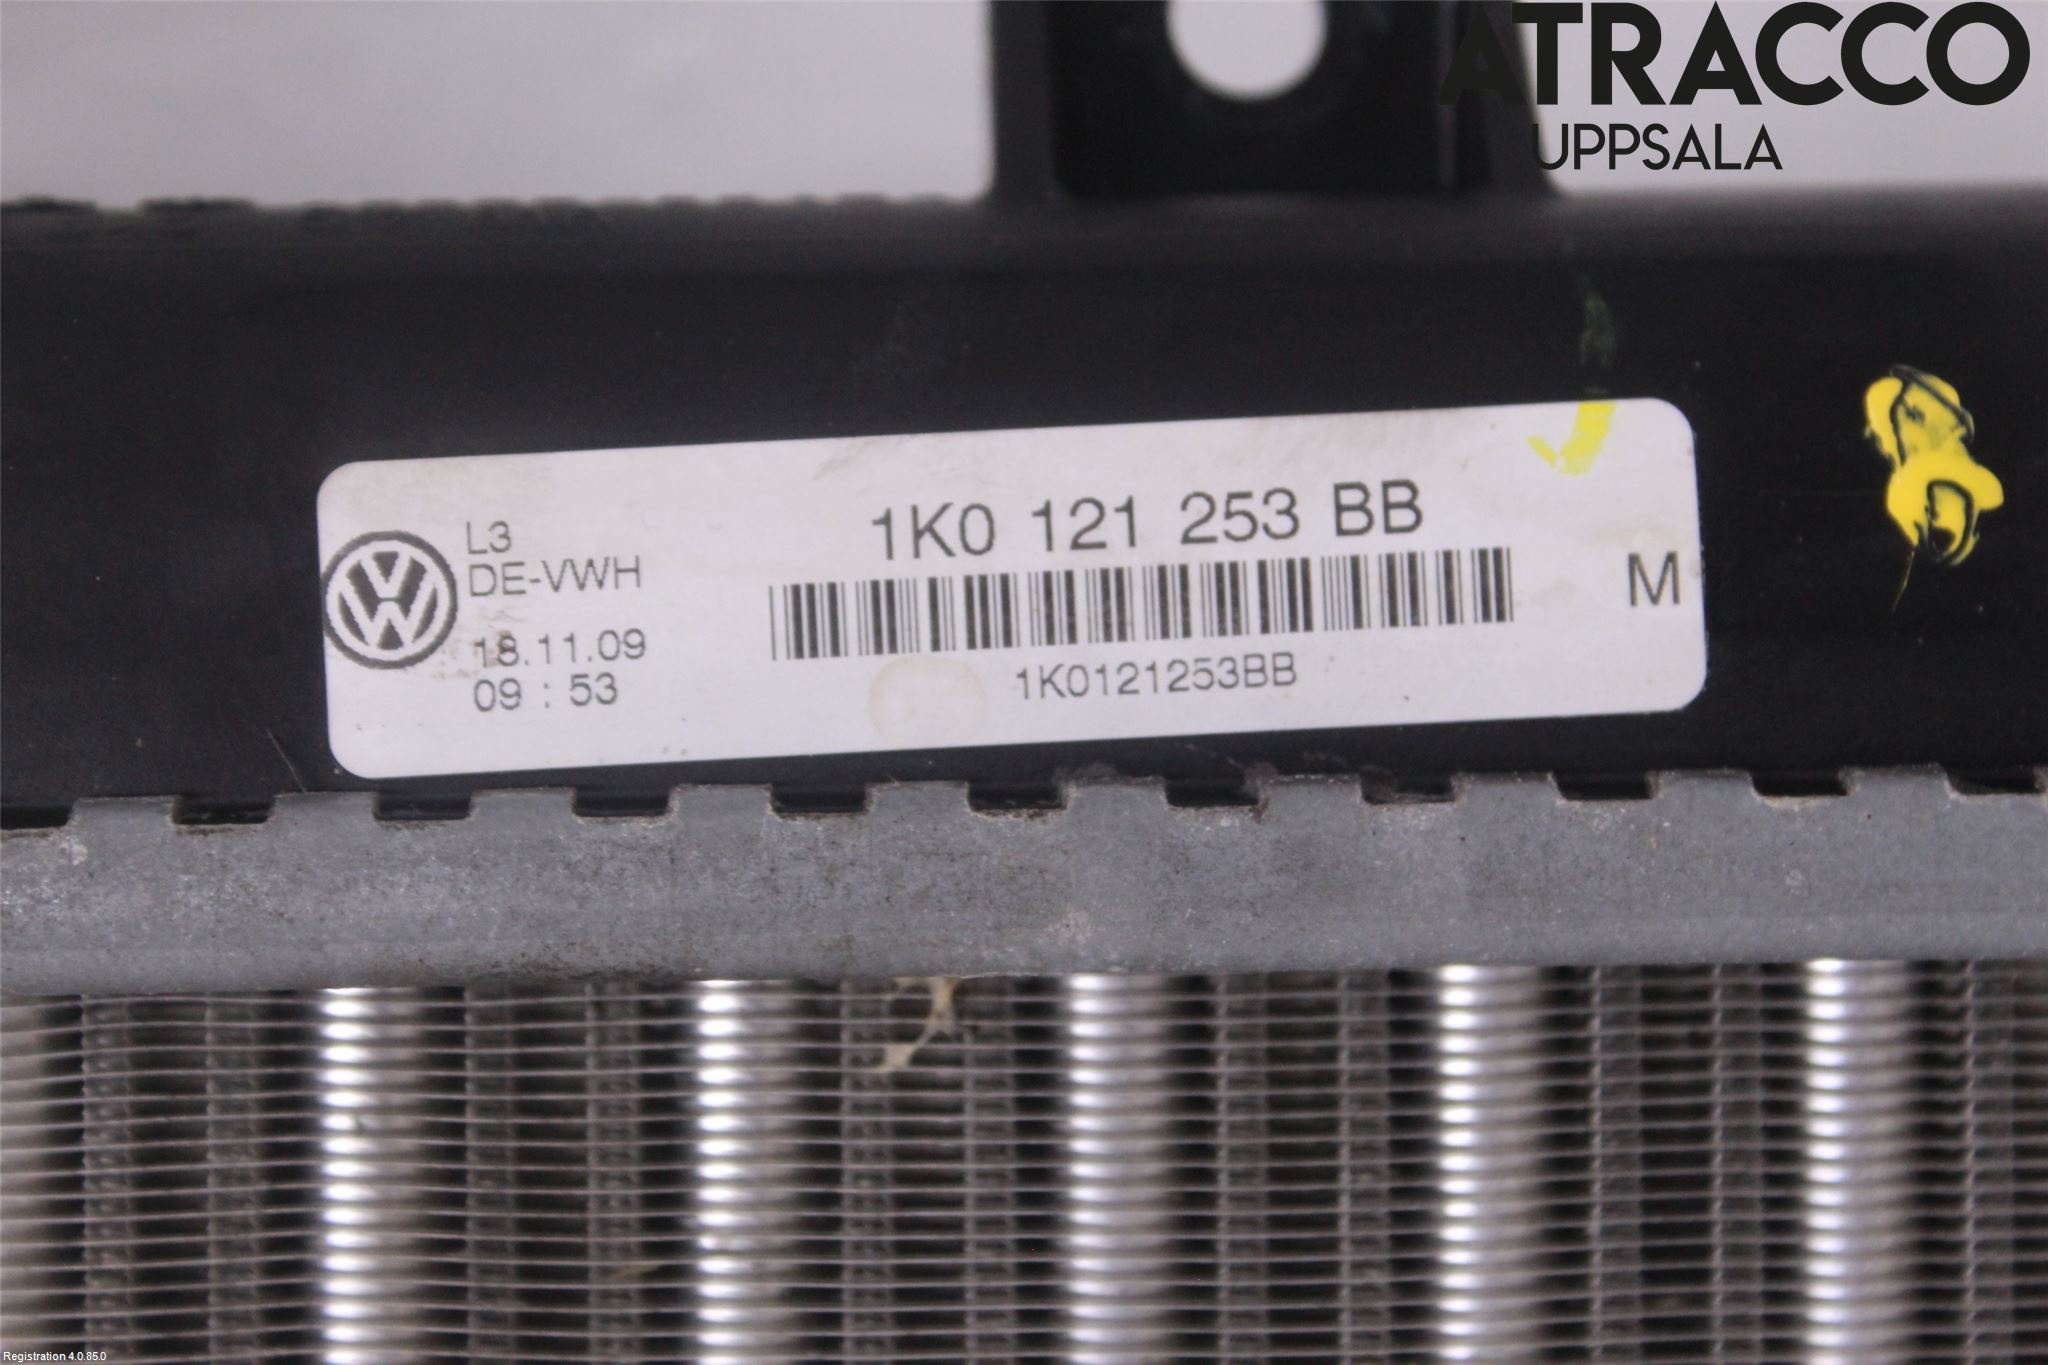 ATRACCO
UPPSALA
L3
DE-VWH
18.11.09
09 : 53
1K0 121 253 BB
1K0121253BB
M
Registration 4.0.85.0